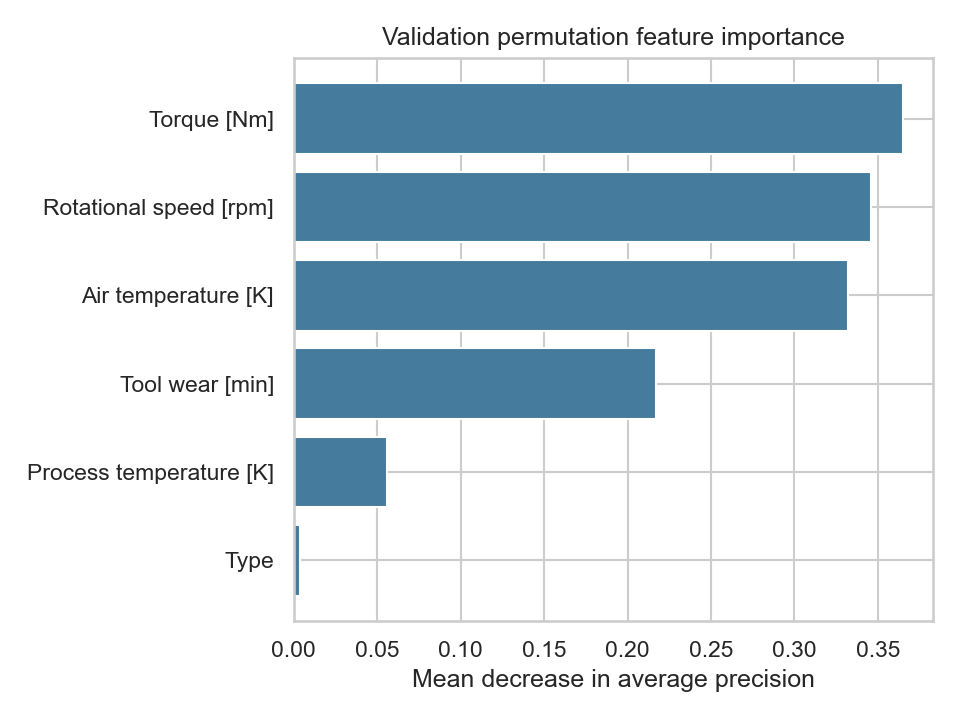 Validation permutation feature importance
Torque [Nm]
Rotational speed [rpm]
Air temperature [K]
Tool wear [min]
Process temperature [K]
Type
0.00 0.05 0.10 0.15 0.20 0.25 0.30 0.35
Mean decrease in average precision